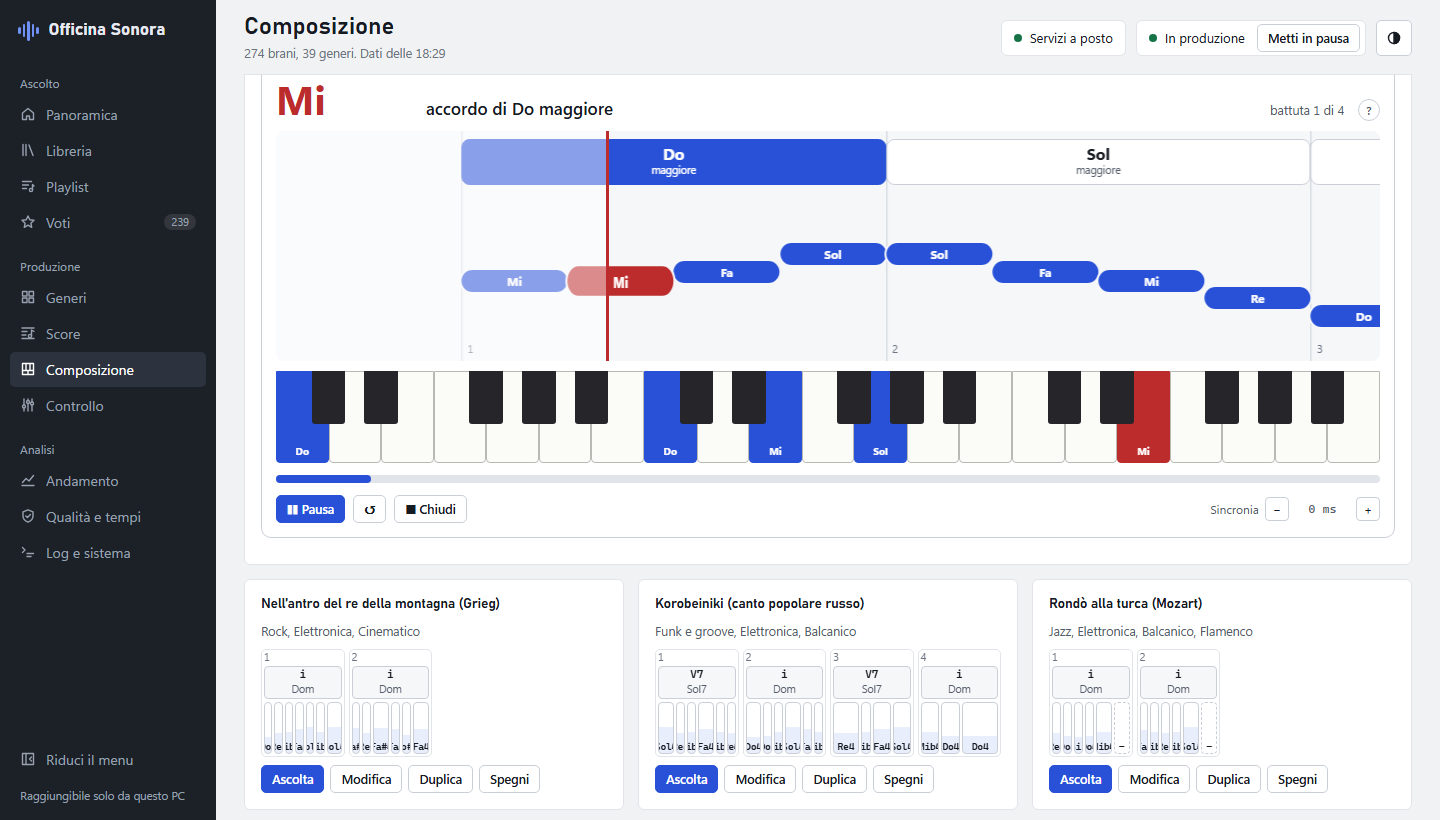 Officina Sonora
Ascolto
Panoramica
Libreria
Playlist
Voti
239
Produzione
Generi
Score
Composizione
Controllo
Analisi
Andamento
Qualità e tempi
Log e sistema
Riduci il menu
Raggiungibile solo da questo PC
Composizione
274 brani, 39 generi. Dati delle 18:29
Servizi a posto
In produzione
Metti in pausa
Mi
accordo di Do maggiore
battuta 1 di 4
?
Do
maggiore
Sol
maggiore
Sol
Sol
Fa
Fa
Mi
Mi
Mi
Re
Do
1
2
3
Do
Do
Mi
Sol
Mi
Pausa
↺
Chiudi
Sincronia
−
0 ms
+
Nell'antro del re della montagna (Grieg)
Rock, Elettronica, Cinematico
1
2
i
Dom
i
Dom
Fa4
Ascolta
Modifica
Duplica
Spegni
Korobeiniki (canto popolare russo)
Funk e groove, Elettronica, Balcanico
1
2
3
4
V7
Sol7
i
Dom
V7
Sol7
i
Dom
Fa4
Re4
Fa4
Do4
Do4
Ascolta
Modifica
Duplica
Spegni
Rondò alla turca (Mozart)
Jazz, Elettronica, Balcanico, Flamenco
1
2
i
Dom
i
Dom
–
–
Ascolta
Modifica
Duplica
Spegni